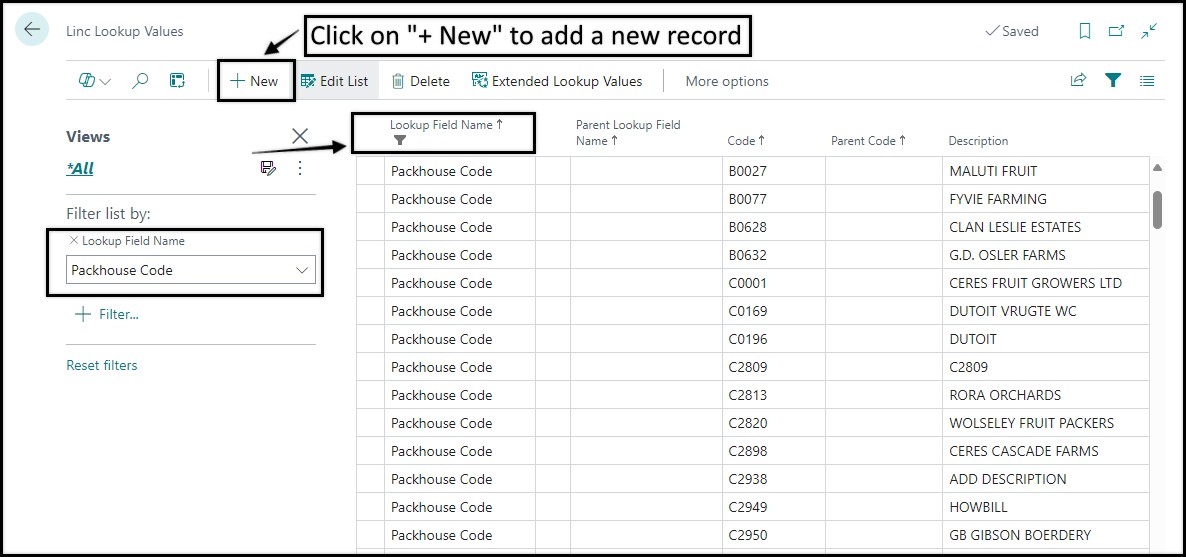 Linc Lookup Values
Click on "+ New" to add a new record
Saved
New
Edit List
Delete
Extended Lookup Values
More options
Views
*All
Filter list by:
Lookup Field Name
Packhouse Code
Filter...
Reset filters
Lookup Field Name ↑ Parent Lookup Field Name ↑ Code ↑ Parent Code ↑ Description
Packhouse Code B0027 MALUTI FRUIT
Packhouse Code B0077 FYVIE FARMING
Packhouse Code B0628 CLAN LESLIE ESTATES
Packhouse Code B0632 G.D. OSLER FARMS
Packhouse Code C0001 CERES FRUIT GROWERS LTD
Packhouse Code C0169 DUTOIT VRUGTE WC
Packhouse Code C0196 DUTOIT
Packhouse Code C2809 C2809
Packhouse Code C2813 RORA ORCHARDS
Packhouse Code C2820 WOLSELEY FRUIT PACKERS
Packhouse Code C2898 CERES CASCADE FARMS
Packhouse Code C2938 ADD DESCRIPTION
Packhouse Code C2949 HOWBILL
Packhouse Code C2950 GB GIBSON BOERDERY